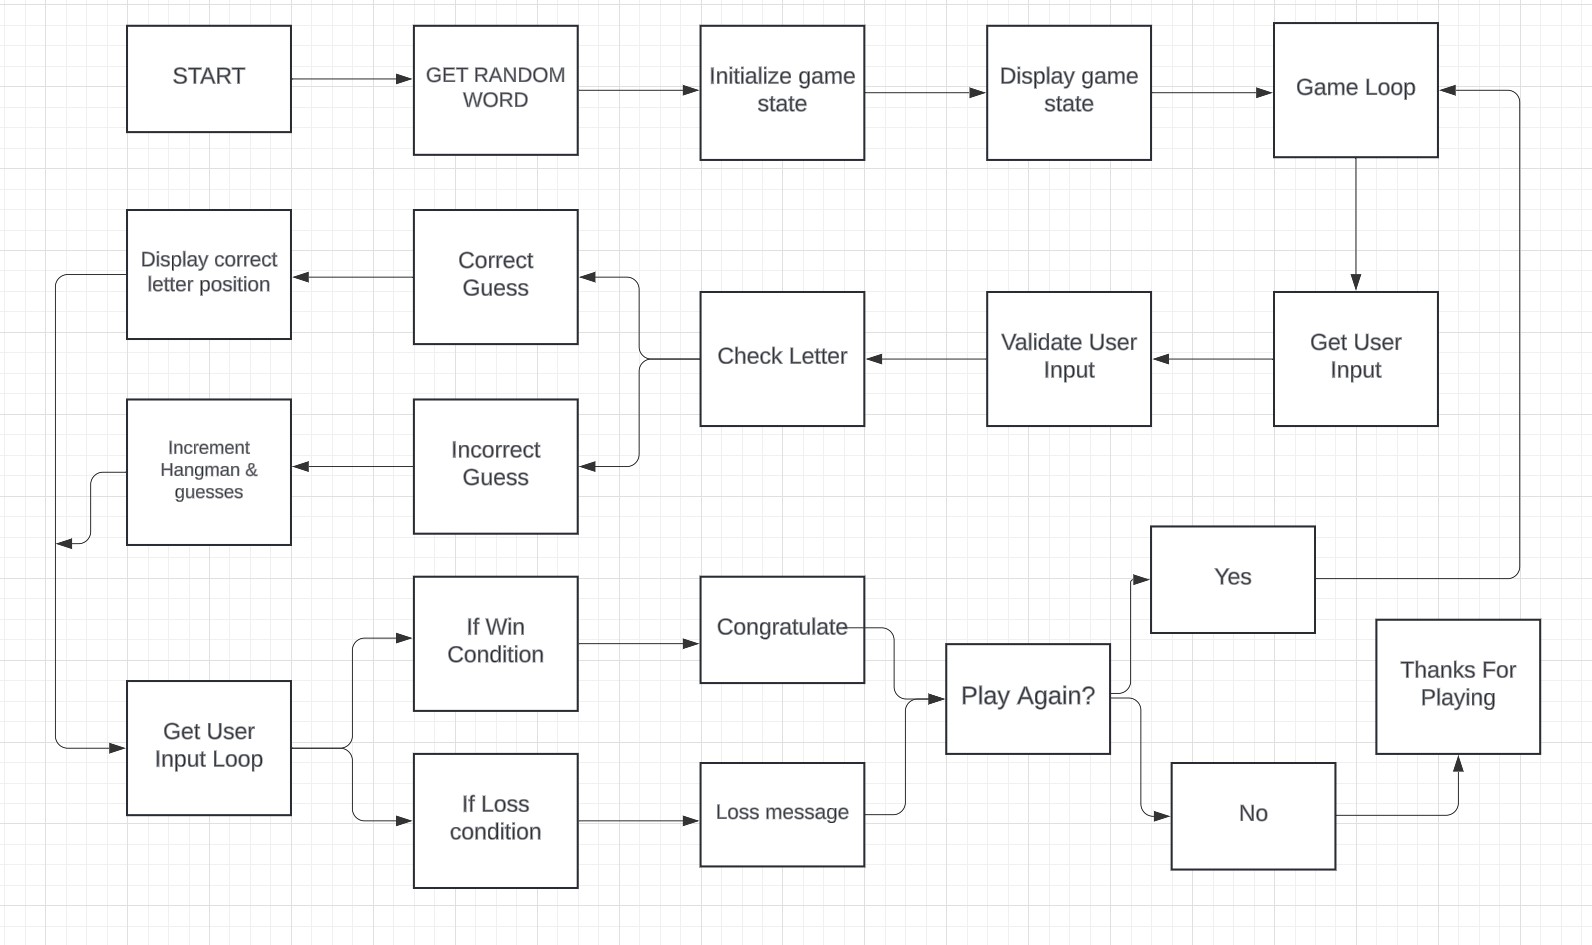 START
GET RANDOM
WORD
Initialize game
state
Display game
state
Game Loop
Display correct
letter position
Correct
Guess
Check Letter
Validate User
Input
Get User
Input
Increment
Hangman &
guesses
Incorrect
Guess
If Win
Condition
Congratulate
Yes
Get User
Input Loop
If Loss
condition
Loss message
Play Again?
No
Thanks For
Playing